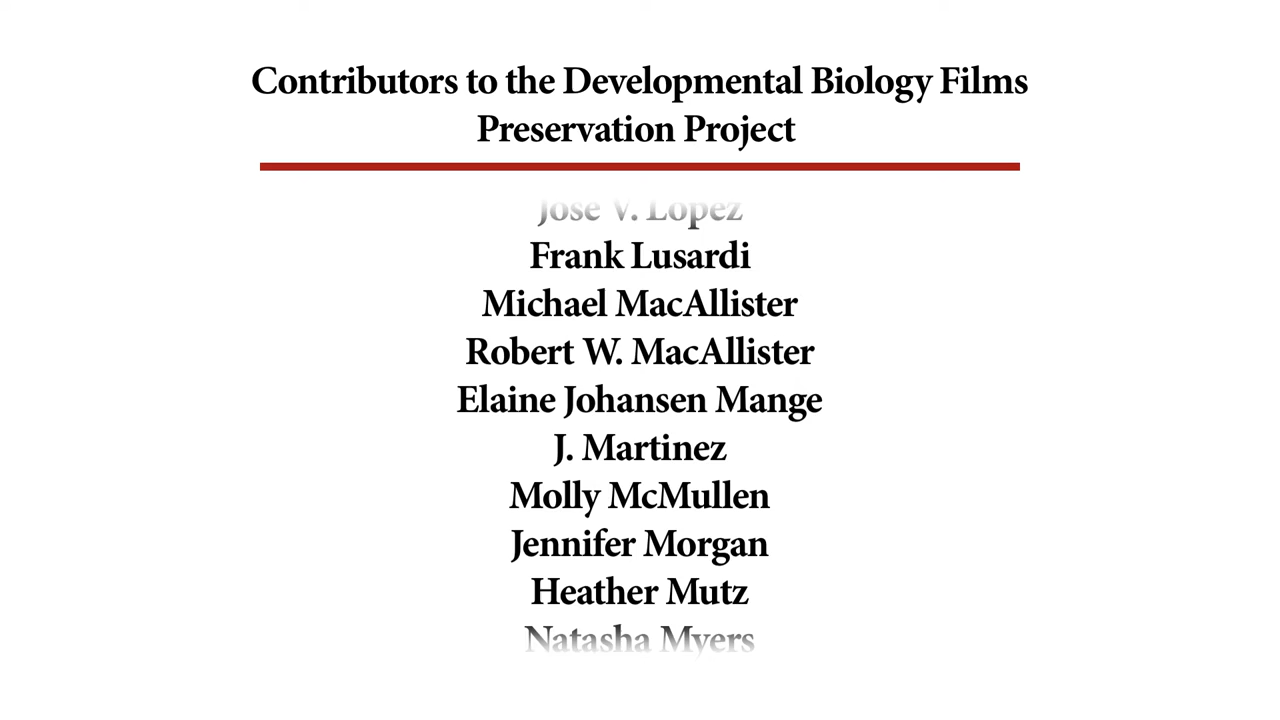 Contributors to the Developmental Biology Films
Preservation Project
Jose V. Lopez
Frank Lusardi
Michael MacAllister
Robert W. MacAllister
Elaine Johansen Mange
J. Martinez
Molly McMullen
Jennifer Morgan
Heather Mutz
Natasha Myers